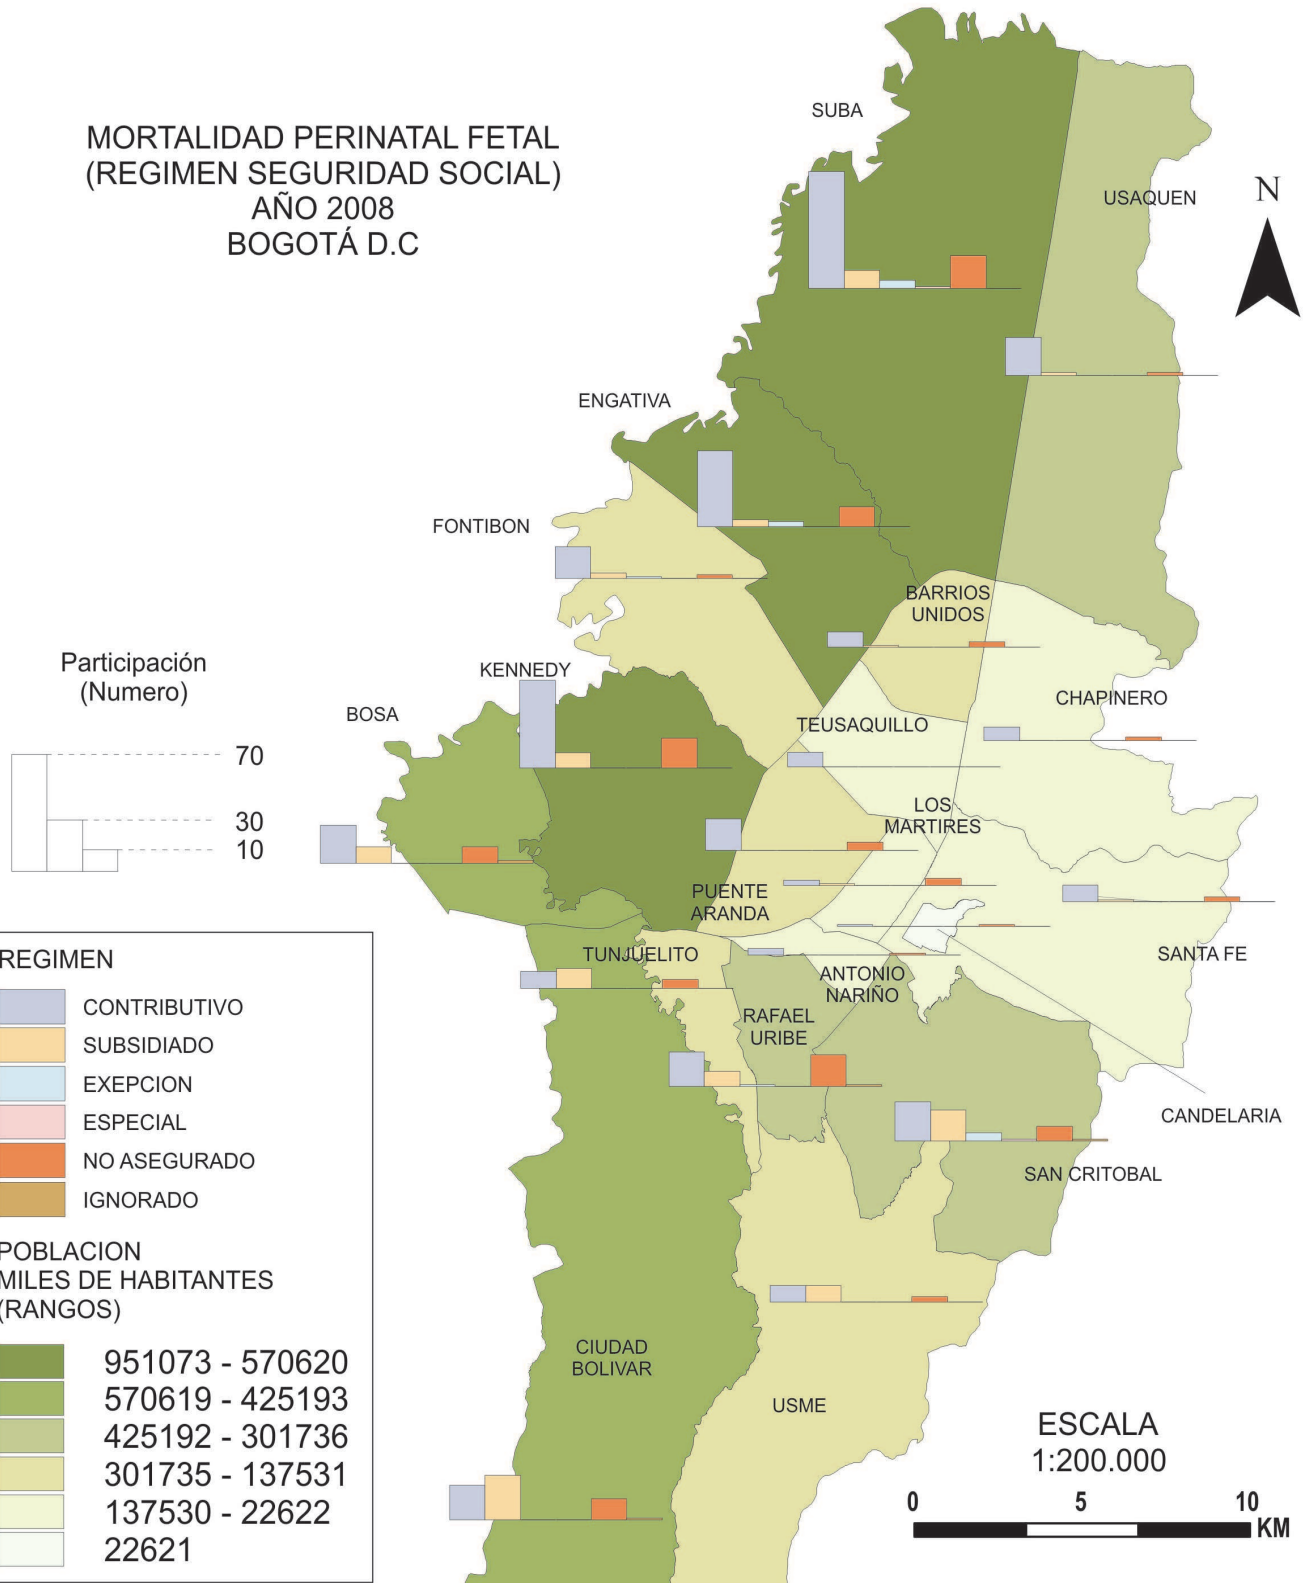 MORTALIDAD PERINATAL FETAL
(REGIMEN SEGURIDAD SOCIAL)
AÑO 2008
BOGOTÁ D.C
SUBA
USAQUEN
N
ENGATIVA
FONTIBON
BARRIOS
UNIDOS
Participación
(Numero)
70
30
10
KENNEDY
BOSA
CHAPINERO
TEUSAQUILLO
LOS
MARTIRES
PUENTE
ARANDA
TUNJUELITO
SANTA FE
ANTONIO
NARIÑO
RAFAEL
URIBE
CANDELARIA
SAN CRITOBAL
REGIMEN
CONTRIBUTIVO
SUBSIDIADO
EXEPCION
ESPECIAL
NO ASEGURADO
IGNORADO
POBLACION
MILES DE HABITANTES
(RANGOS)
951073 - 570620
570619 - 425193
425192 - 301736
301735 - 137531
137530 - 22622
22621
CIUDAD
BOLIVAR
USME
ESCALA
1:200.000
0 5 10
KM